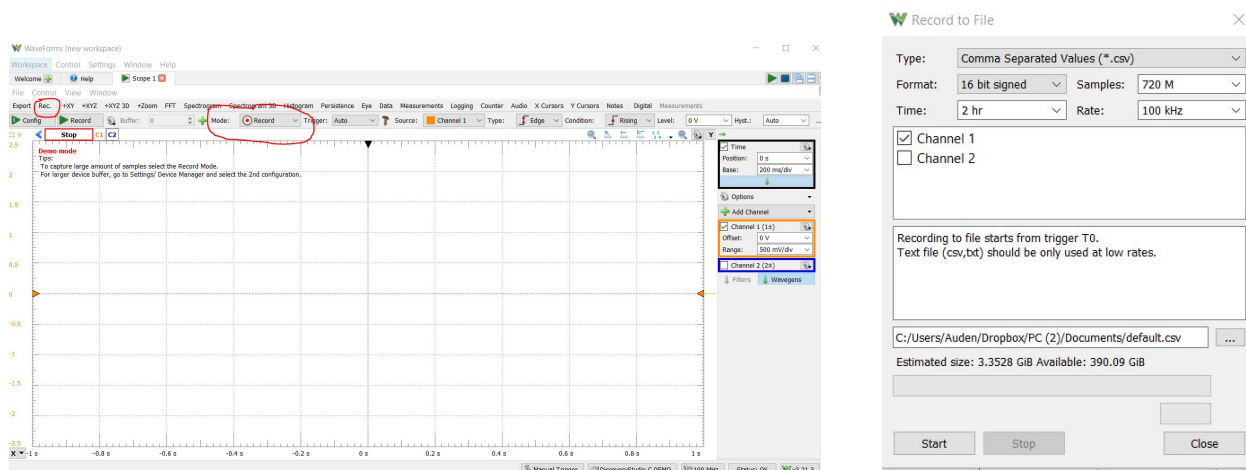 WaveForms (new workspace)
Workspace Control Settings Window Help
Welcome Help Scope 1
File Control View Window
Export Rec. +XY +XYZ +XYZ 3D +Zoom FFT Spectrogram Spectrogram 3D Histogram Persistence Eye Data Measurements Logging Counter Audio X Cursors Y Cursors Notes Digital Measurements
Config Record Buffer: 0 Mode: Record Trigger: Auto Source: Channel 1 Type: Edge Condition: Rising Level: 0 V Hyst.: Auto ...
C1 V Stop C1 C2 Y
2.5
Demo mode
Tips:
To capture large amount of samples select the Record Mode.
For larger device buffer, go to Settings/ Device Manager and select the 2nd configuration.
2
1.5
1
0.5
0
-0.5
-1
-1.5
-2
-2.5
X -1 s -0.8 s -0.6 s -0.4 s -0.2 s 0 s 0.2 s 0.4 s 0.6 s 0.8 s 1 s
Time
Position: 0 s
Base: 200 ms/div
Options
Add Channel
Channel 1 (1±)
Offset: 0 V
Range: 500 mV/div
Channel 2 (2±)
Filters Wavegens
Manual Trigger DiscoveryStudio C DEMO 100 MHz Status: OK
Record to File
Type: Comma Separated Values (*.csv)
Format: 16 bit signed Samples: 720 M
Time: 2 hr Rate: 100 kHz
Channel 1
Channel 2
Recording to file starts from trigger T0.
Text file (csv,txt) should be only used at low rates.
C:/Users/Auden/Dropbox/PC (2)/Documents/default.csv ...
Estimated size: 3.3528 GiB Available: 390.09 GiB
Start Stop Close